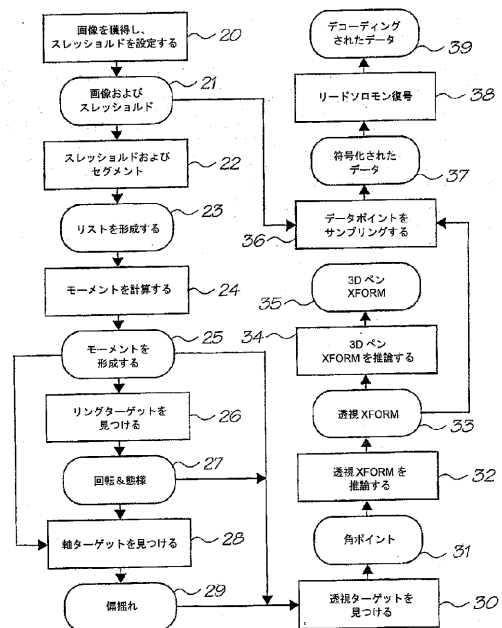 画像を獲得し、
スレッショルドを設定する
20
画像および
スレッショルド
21
スレッショルドおよび
セグメント
22
リストを形成する
23
モーメントを計算する
24
モーメントを
形成する
25
リングターゲットを
見つける
26
回転&態様
27
軸ターゲットを見つける
28
偏揺れ
29
透視ターゲットを
見つける
30
角ポイント
31
透視XFORMを
推論する
32
透視XFORM
33
3Dペン
XFORMを推論する
34
3Dペン
XFORM
35
データポイントを
サンプリングする
36
符号化された
データ
37
リードソロモン復号
38
デコーディング
されたデータ
39